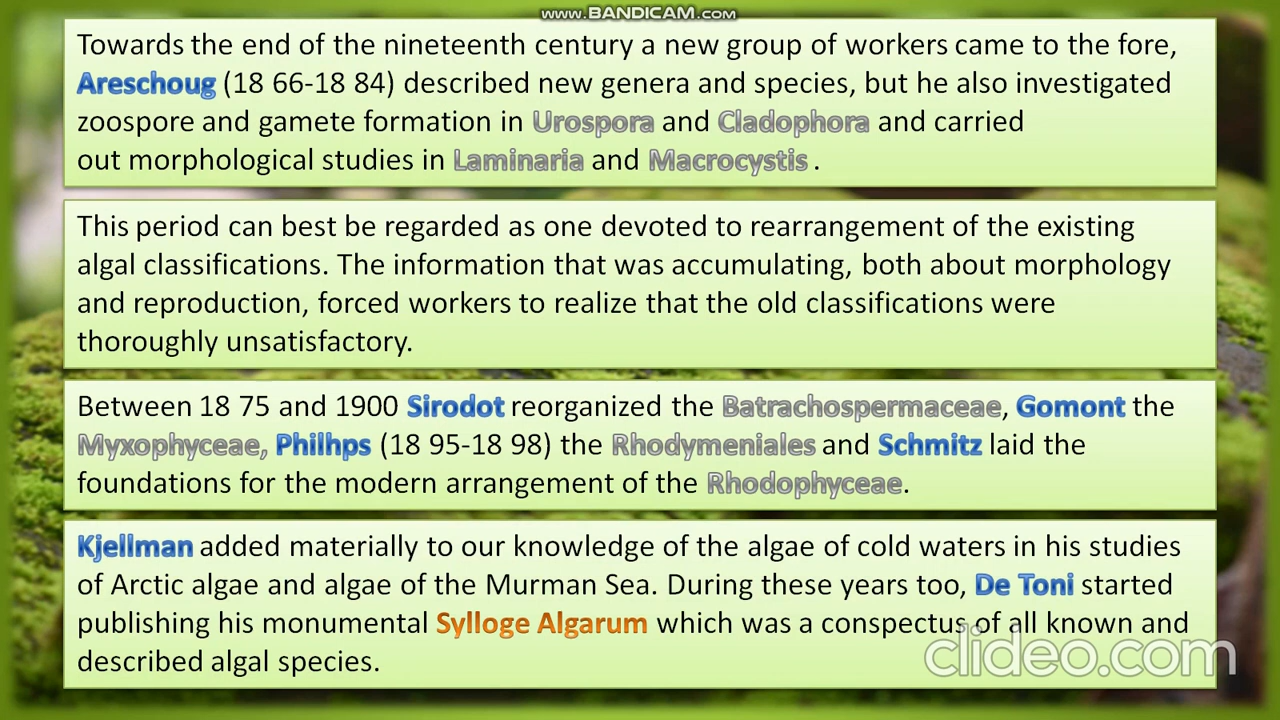 www.BANDICAM.com
Towards the end of the nineteenth century a new group of workers came to the fore,
Areschoug (18 66-18 84) described new genera and species, but he also investigated
zoospore and gamete formation in Urospora and Cladophora and carried
out morphological studies in Laminaria and Macrocystis .
This period can best be regarded as one devoted to rearrangement of the existing
algal classifications. The information that was accumulating, both about morphology
and reproduction, forced workers to realize that the old classifications were
thoroughly unsatisfactory.
Between 18 75 and 1900 Sirodot reorganized the Batrachospermaceae, Gomont the
Myxophyceae, Philhps (18 95-18 98) the Rhodymeniales and Schmitz laid the
foundations for the modern arrangement of the Rhodophyceae.
Kjellman added materially to our knowledge of the algae of cold waters in his studies
of Arctic algae and algae of the Murman Sea. During these years too, De Toni started
publishing his monumental Sylloge Algarum which was a conspectus of all known and
described algal species.
clideo.com